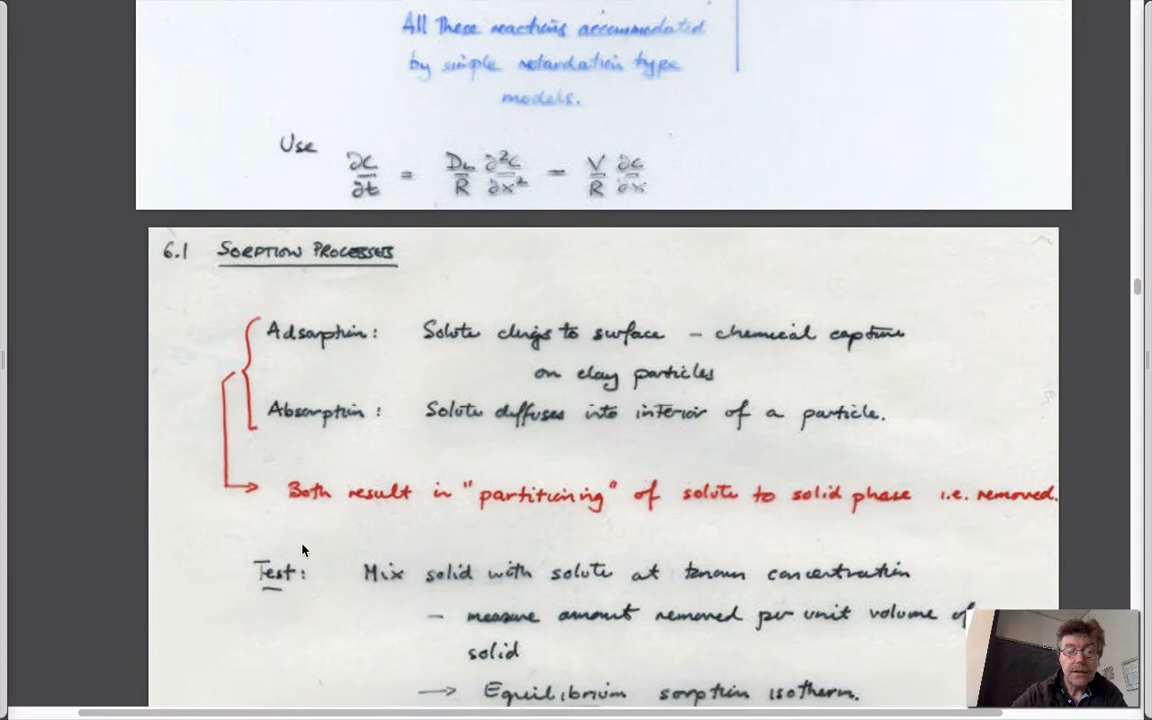 All These reactions accommodated
by simple retardation type
models.
Use
∂C/∂t = D_L/R ∂²C/∂x² − V/R ∂C/∂x
6.1 SORPTION PROCESSES
Adsorption: Solute clings to surface – chemical capture
on clay particles
Absorption: Solute diffuses into interior of a particle.
Both result in "partitioning" of solute to solid phase i.e. removed.
Test: Mix solid with solute at known concentration
– measure amount removed per unit volume of
solid
→ Equilibrium sorption isotherm.